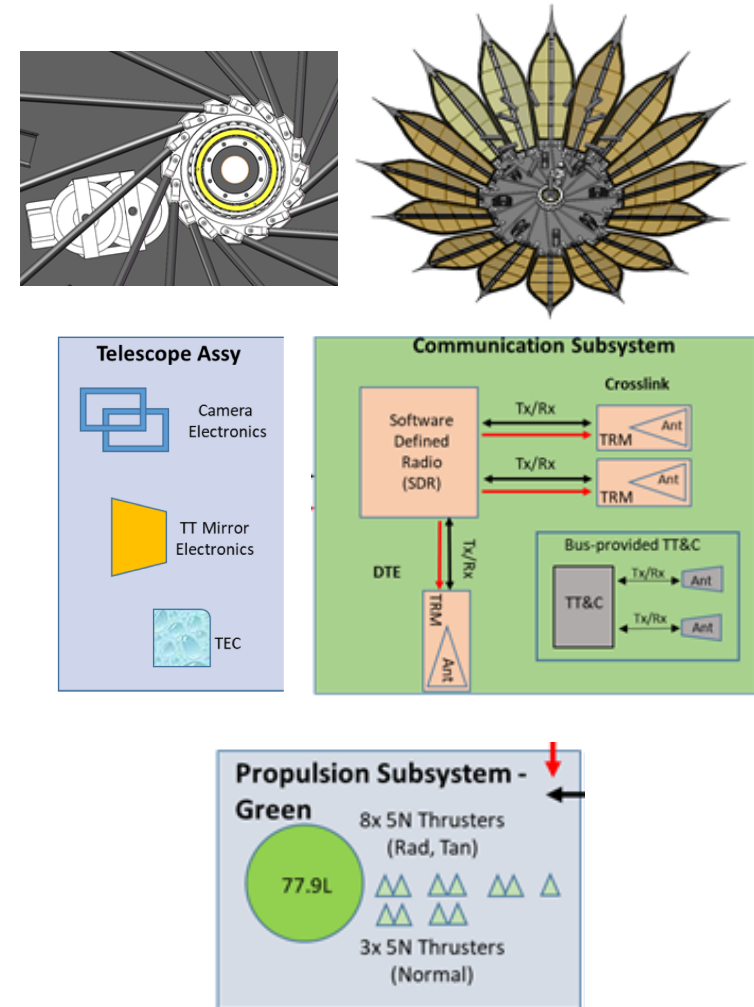 Telescope Assy
Camera
Electronics
TT Mirror
Electronics
TEC
Communication Subsystem
Crosslink
Software
Defined
Radio
(SDR)
Tx/Rx
TRM
Ant
Tx/Rx
TRM
Ant
DTE
Tx/Rx
TRM
Ant
Bus-provided TT&C
TT&C
Tx/Rx
Ant
Tx/Rx
Ant
Propulsion Subsystem -
Green
8x 5N Thrusters
(Rad, Tan)
77.9L
3x 5N Thrusters
(Normal)